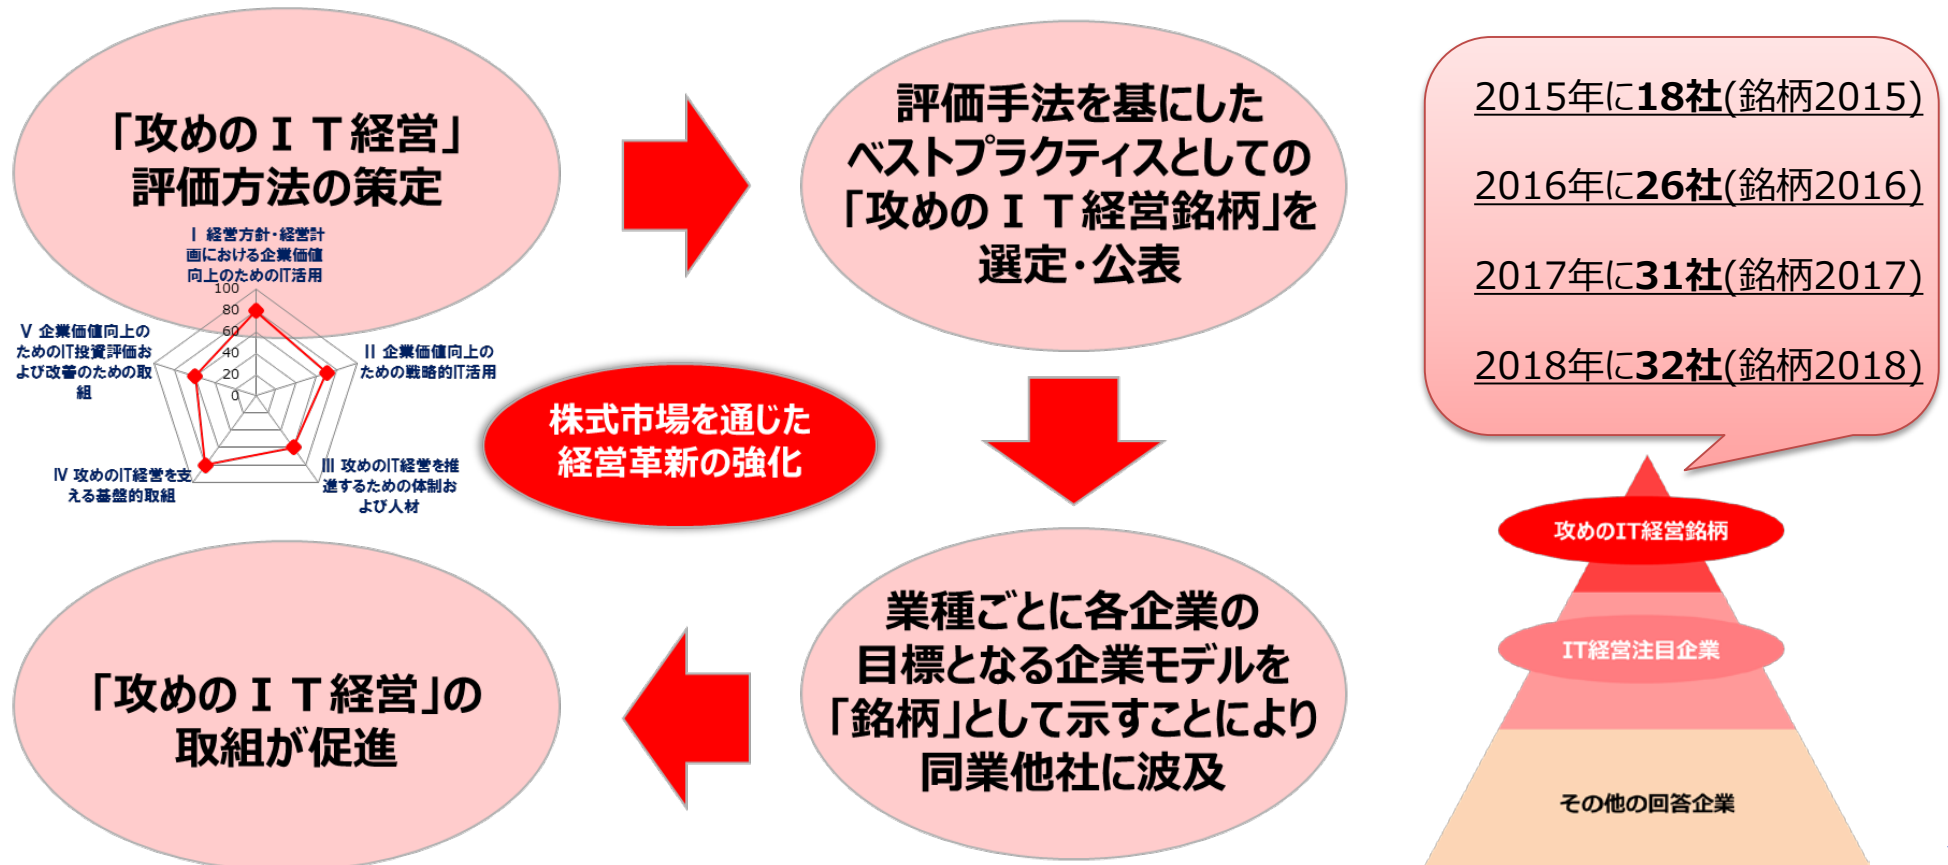 「攻めのＩＴ経営」
評価方法の策定
Ⅰ 経営方針・経営計
画における企業価値
向上のためのIT活用
100
80
60
40
20
0
Ⅴ 企業価値向上の
ためのIT投資評価お
よび改善のための取
組
Ⅱ 企業価値向上の
ための戦略的IT活用
Ⅳ 攻めのIT経営を支
える基盤的取組
Ⅲ 攻めのIT経営を推
進するための体制お
よび人材
評価手法を基にした
ベストプラクティスとしての
「攻めのＩＴ経営銘柄」を
選定・公表
株式市場を通じた
経営革新の強化
業種ごとに各企業の
目標となる企業モデルを
「銘柄」として示すことにより
同業他社に波及
「攻めのＩＴ経営」の
取組が促進
2015年に18社(銘柄2015)
2016年に26社(銘柄2016)
2017年に31社(銘柄2017)
2018年に32社(銘柄2018)
攻めのIT経営銘柄
IT経営注目企業
その他の回答企業